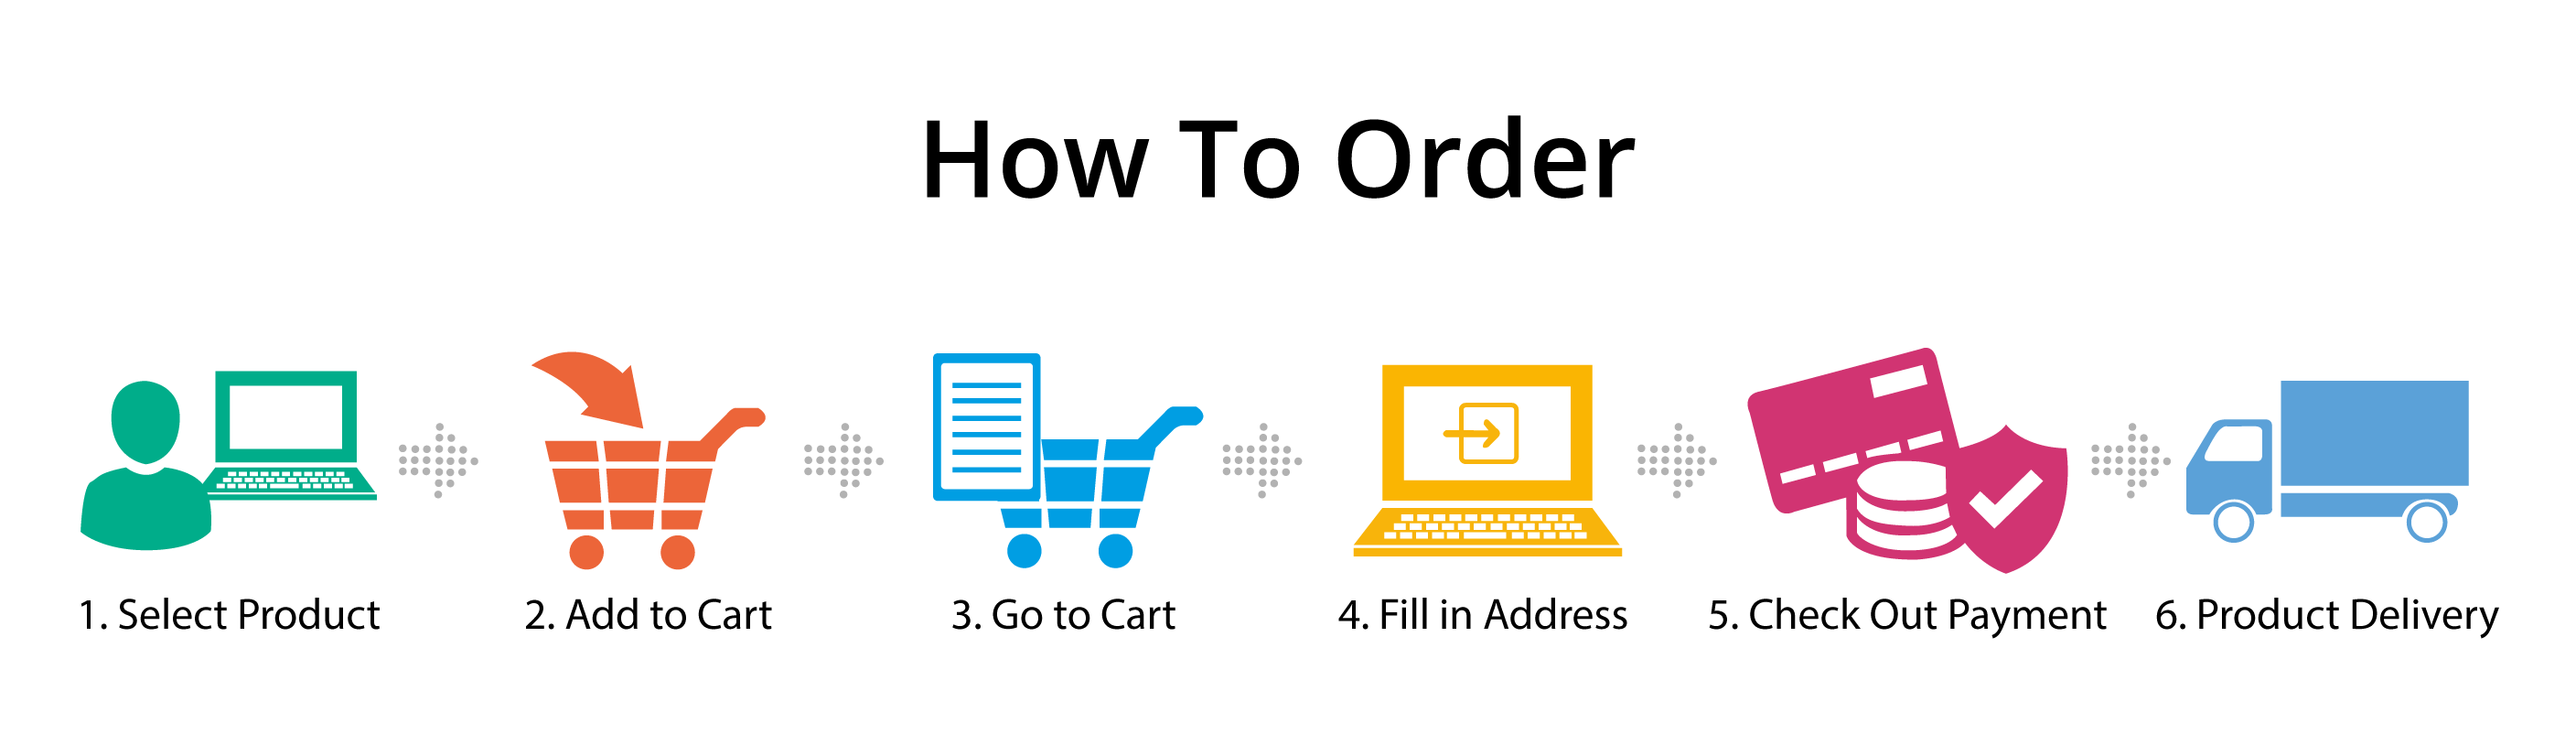 How To Order
1. Select Product
2. Add to Cart
3. Go to Cart
4. Fill in Address
5. Check Out Payment
6. Product Delivery